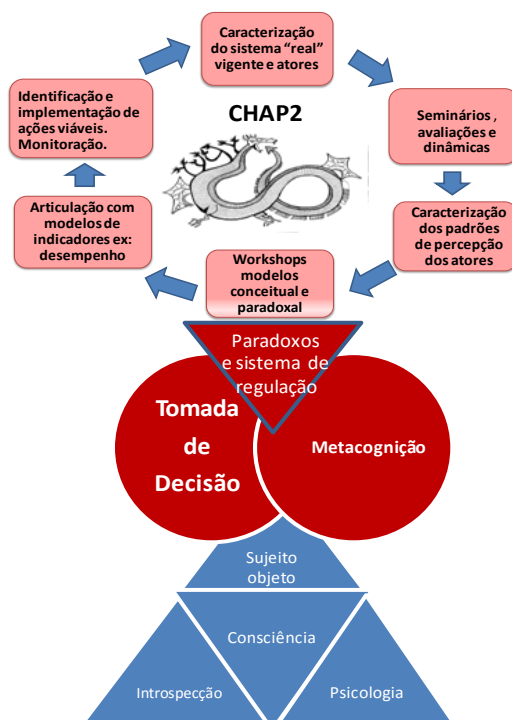 Caracterização
do sistema “real”
vigente e atores
Identificação e
implementação de
ações viáveis.
Monitoração.
CHAP2
Seminários ,
avaliações e
dinâmicas
Articulação com
modelos de
indicadores ex:
desempenho
Caracterização
dos padrões
de percepção
dos atores
Workshops
modelos
conceitual e
paradoxal
Paradoxos
e sistema de
regulação
Tomada
de
Decisão
Metacognição
Sujeito
objeto
Consciência
Introspecção
Psicologia